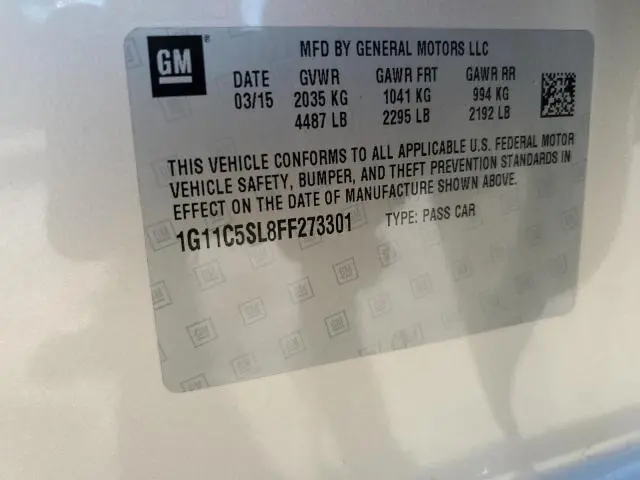 GM
MFD BY GENERAL MOTORS LLC
DATE GVWR GAWR FRT GAWR RR
03/15 2035 KG 1041 KG 994 KG
4487 LB 2295 LB 2192 LB
THIS VEHICLE CONFORMS TO ALL APPLICABLE U.S. FEDERAL MOTOR
VEHICLE SAFETY, BUMPER, AND THEFT PREVENTION STANDARDS IN
EFFECT ON THE DATE OF MANUFACTURE SHOWN ABOVE.
1G11C5SL8FF273301 TYPE: PASS CAR